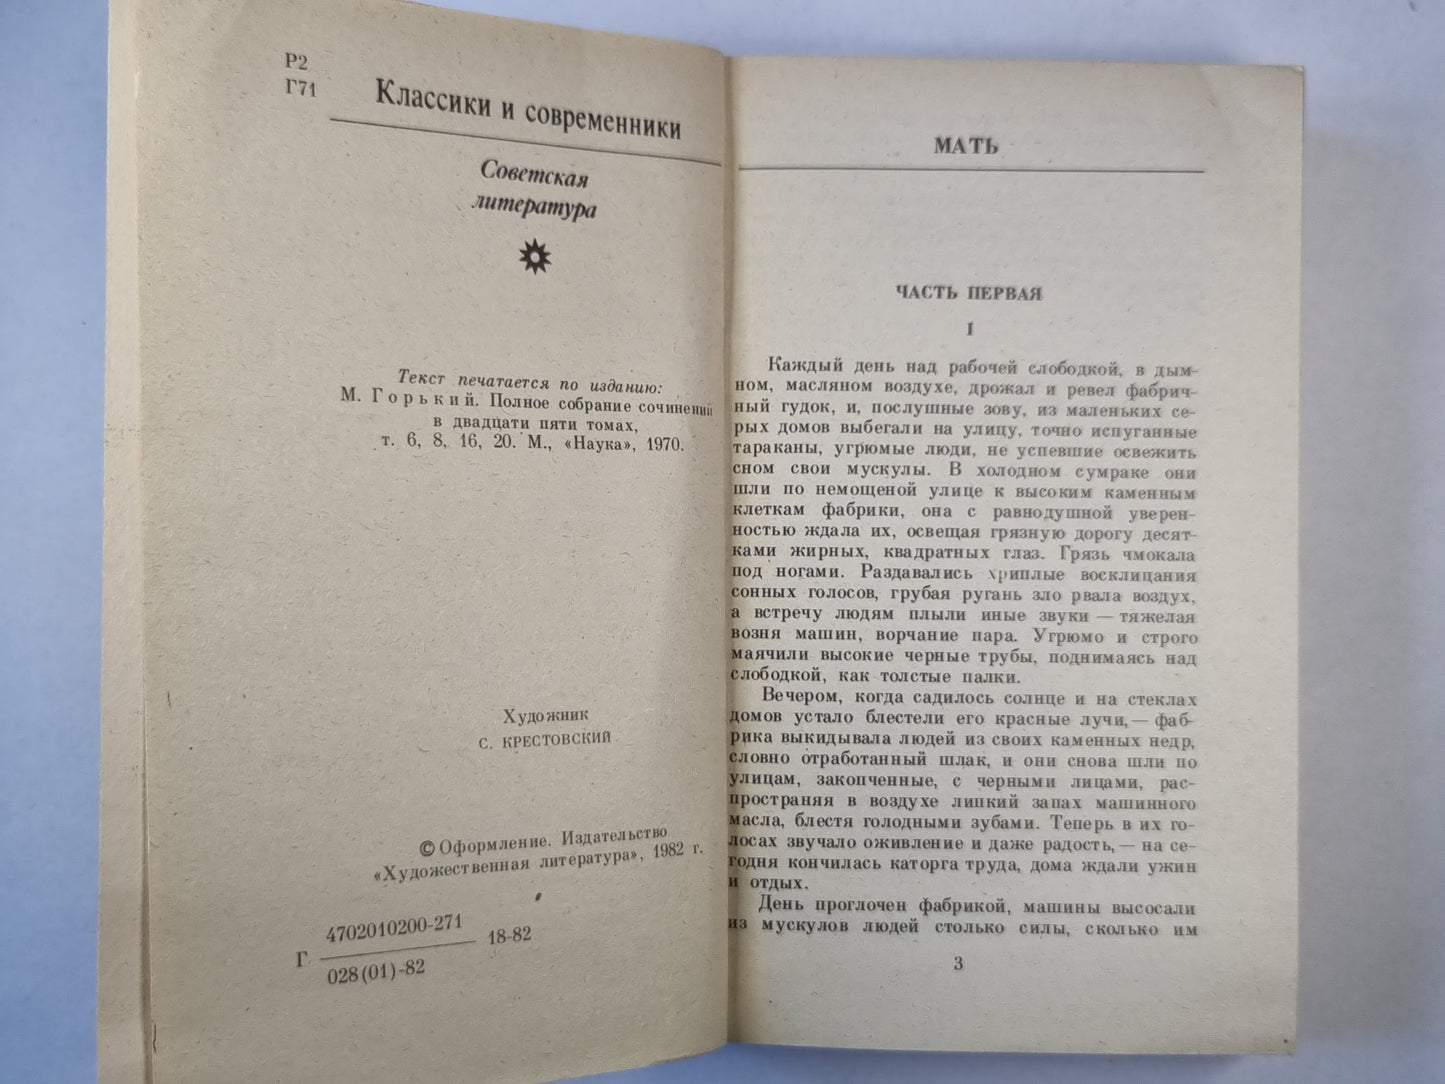 Р2
Г71
Классики и современники
Советская
литература
Текст печатается по изданию:
М. Горький. Полное собрание сочинений
в двадцати пяти томах,
т. 6, 8, 16, 20. М., «Наука», 1970.
Художник
С. КРЕСТОВСКИЙ
© Оформление. Издательство
«Художественная литература», 1982 г.
Г 4702010200-271 18-82
028(01)-82
МАТЬ
ЧАСТЬ ПЕРВАЯ
1
Каждый день над рабочей слободкой, в дым-
ном, масляном воздухе, дрожал и ревел фабрич-
ный гудок, и, послушные зову, из маленьких се-
рых домов выбегали на улицу, точно испуганные
тараканы, угрюмые люди, не успевшие освежить
сном свои мускулы. В холодном сумраке они
шли по немощеной улице к высоким каменным
клеткам фабрики, она с равнодушной уверен-
ностью ждала их, освещая грязную дорогу десят-
ками жирных, квадратных глаз. Грязь чмокала
под ногами. Раздавались хриплые восклицания
сонных голосов, грубая ругань зло рвала воздух,
а встречу людям плыли иные звуки — тяжелая
возня машин, ворчание пара. Угрюмо и строго
маячили высокие черные трубы, поднимаясь над
слободкой, как толстые палки.
Вечером, когда садилось солнце и на стеклах
домов устало блестели его красные лучи, — фаб-
рика выкидывала людей из своих каменных недр,
словно отработанный шлак, и они снова шли по
улицам, закопченные, с черными лицами, рас-
пространяя в воздухе липкий запах машинного
масла, блестя голодными зубами. Теперь в их го-
лосах звучало оживление и даже радость, — на се-
годня кончилась каторга труда, дома ждали ужин
и отдых.
День проглочен фабрикой, машины высосали
из мускулов людей столько силы, сколько им
3